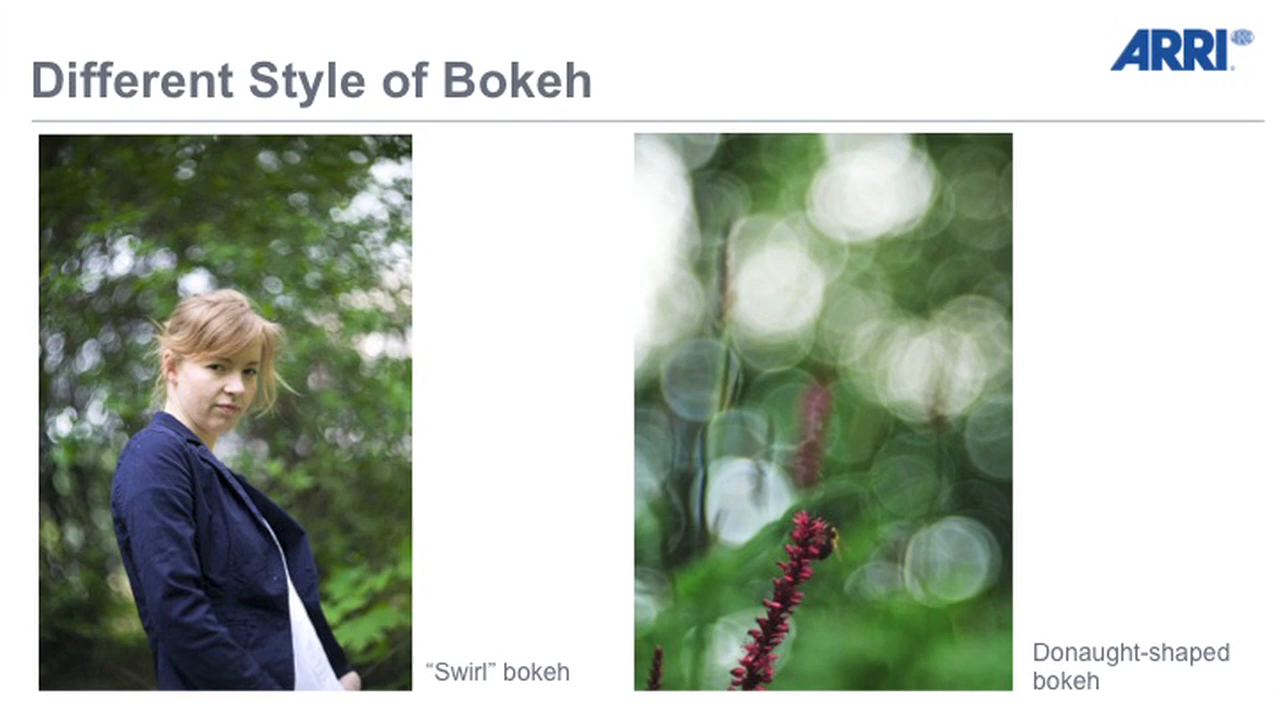 ARRI
Different Style of Bokeh
“Swirl” bokeh
Donaught-shaped
bokeh